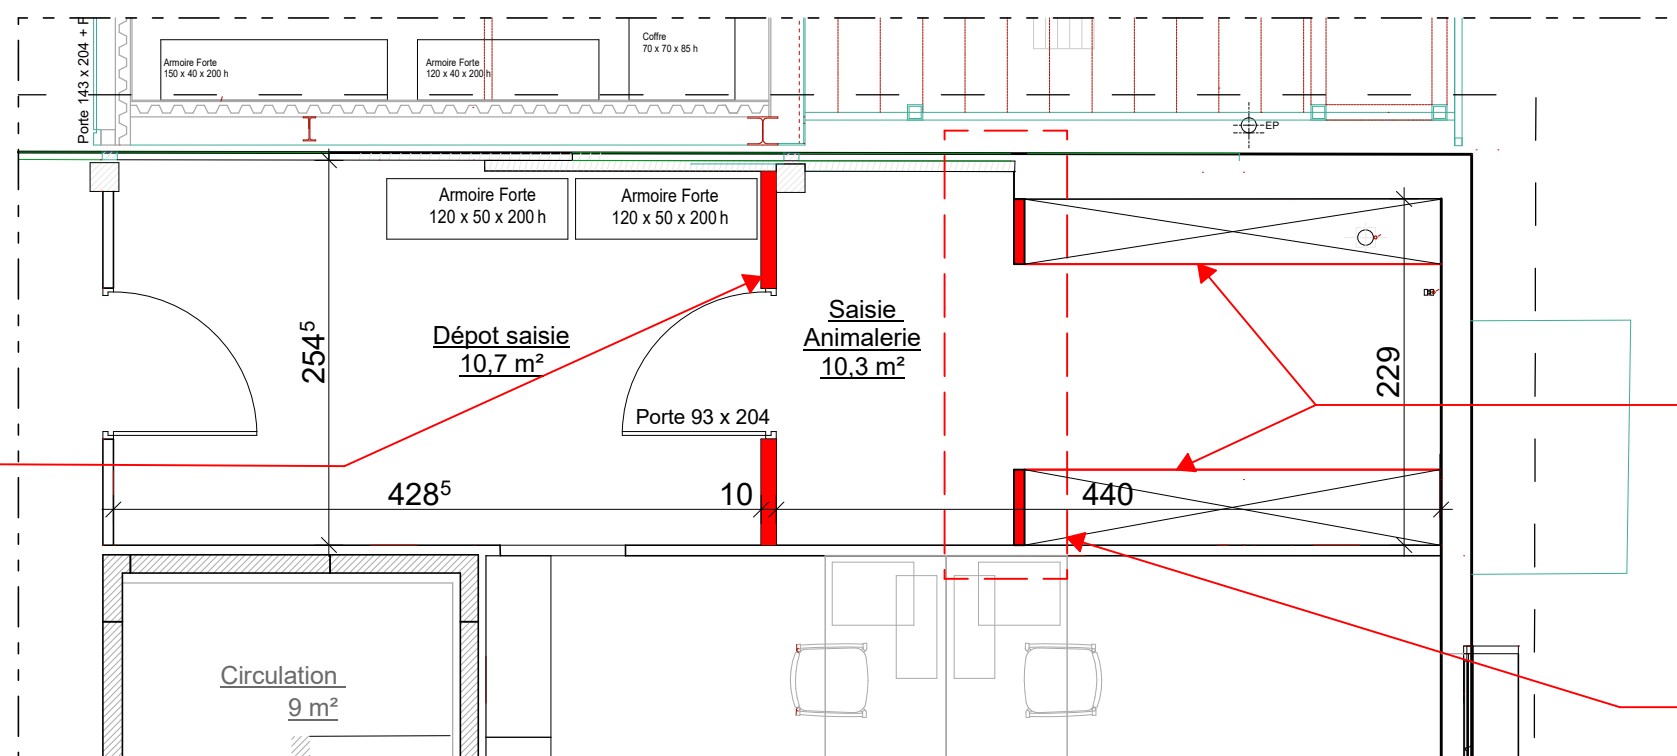 Porte 143 x 204 + F
Armoire Forte
150 x 40 x 200 h
Armoire Forte
120 x 40 x 200 h
Coffre
70 x 70 x 85 h
EP
Armoire Forte
120 x 50 x 200 h
Armoire Forte
120 x 50 x 200 h
Dépot saisie
10,7 m²
Saisie
Animalerie
10,3 m²
254⁵
229
Porte 93 x 204
428⁵
10
440
Circulation
9 m²